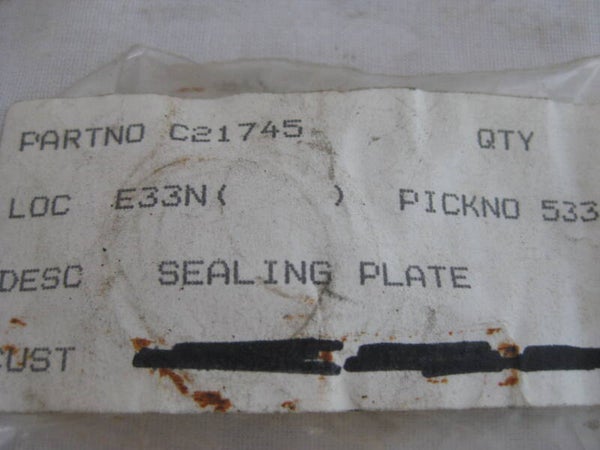 PARTNO C21745 QTY
LOC E33N( ) PICKNO 533
DESC SEALING PLATE
CUST